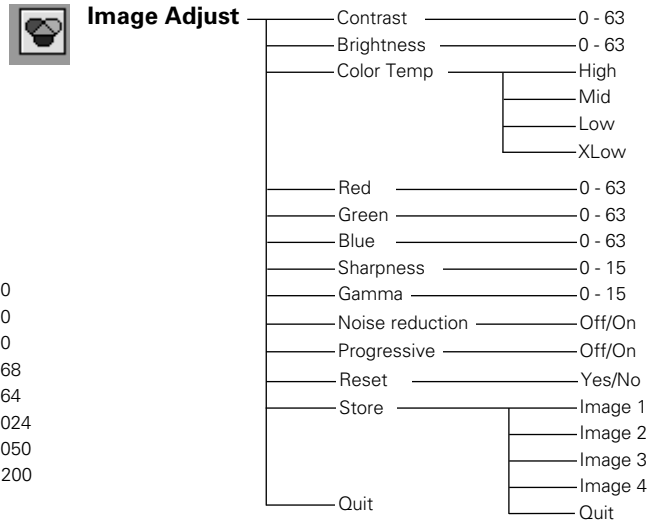 Image Adjust
Contrast 0 - 63
Brightness 0 - 63
Color Temp High
Mid
Low
XLow
Red 0 - 63
Green 0 - 63
Blue 0 - 63
Sharpness 0 - 15
Gamma 0 - 15
Noise reduction Off/On
Progressive Off/On
Reset Yes/No
Store Image 1
Image 2
Image 3
Image 4
Quit
Quit
0
0
0
68
64
024
050
200